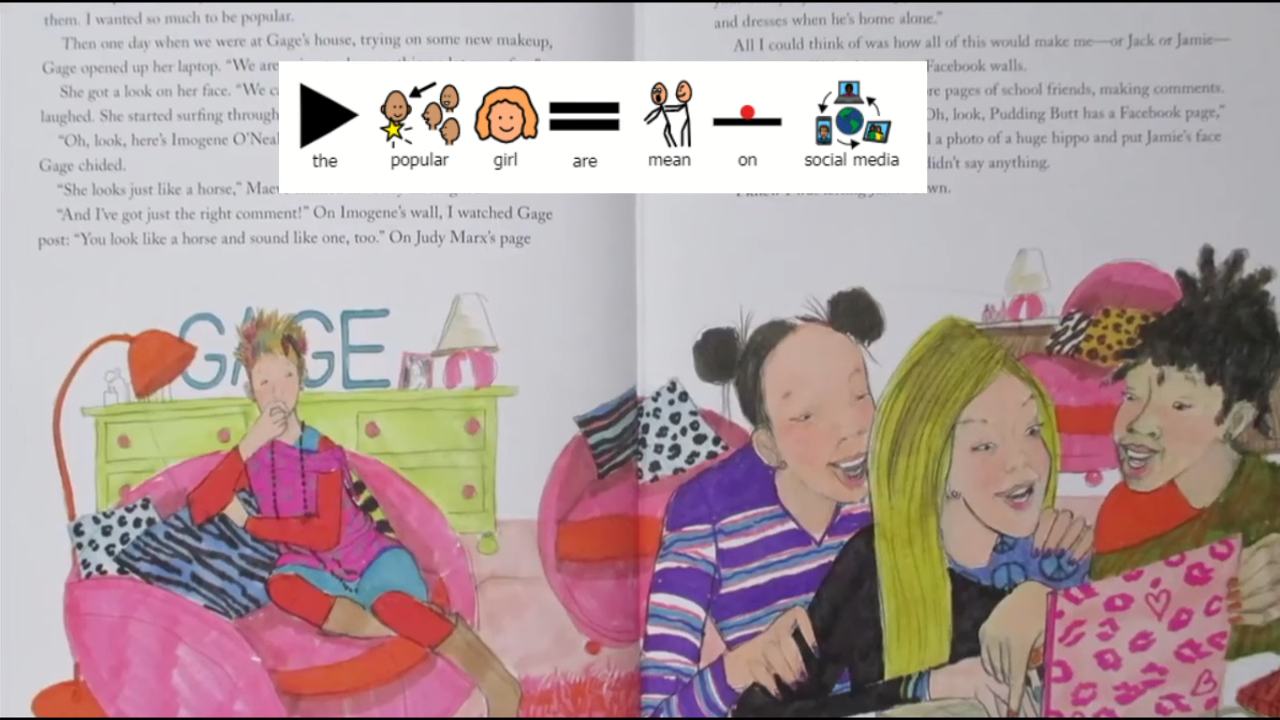 them. I wanted so much to be popular.
Then one day when we were at Gage's house, trying on some new makeup,
Gage opened up her laptop. "We are
She got a look on her face. "We
laughed. She started surfing through
"Oh, look, here's Imogene
Gage chided.
"She looks just like a horse,"
"And I've got just the right comment!" On Imogene's wall, I watched Gage
post: "You look like a horse and sound like one, too." On Judy Marx's page
GAGE
the popular girl are mean on social media
and dresses when he's home alone."
All I could think of was how all of this would make me—or Jack or Jamie—
Facebook walls.
pages of school friends, making comments.
Oh, look, Pudding Butt has a Facebook page,"
a photo of a huge hippo and put Jamie's face
didn't say anything.